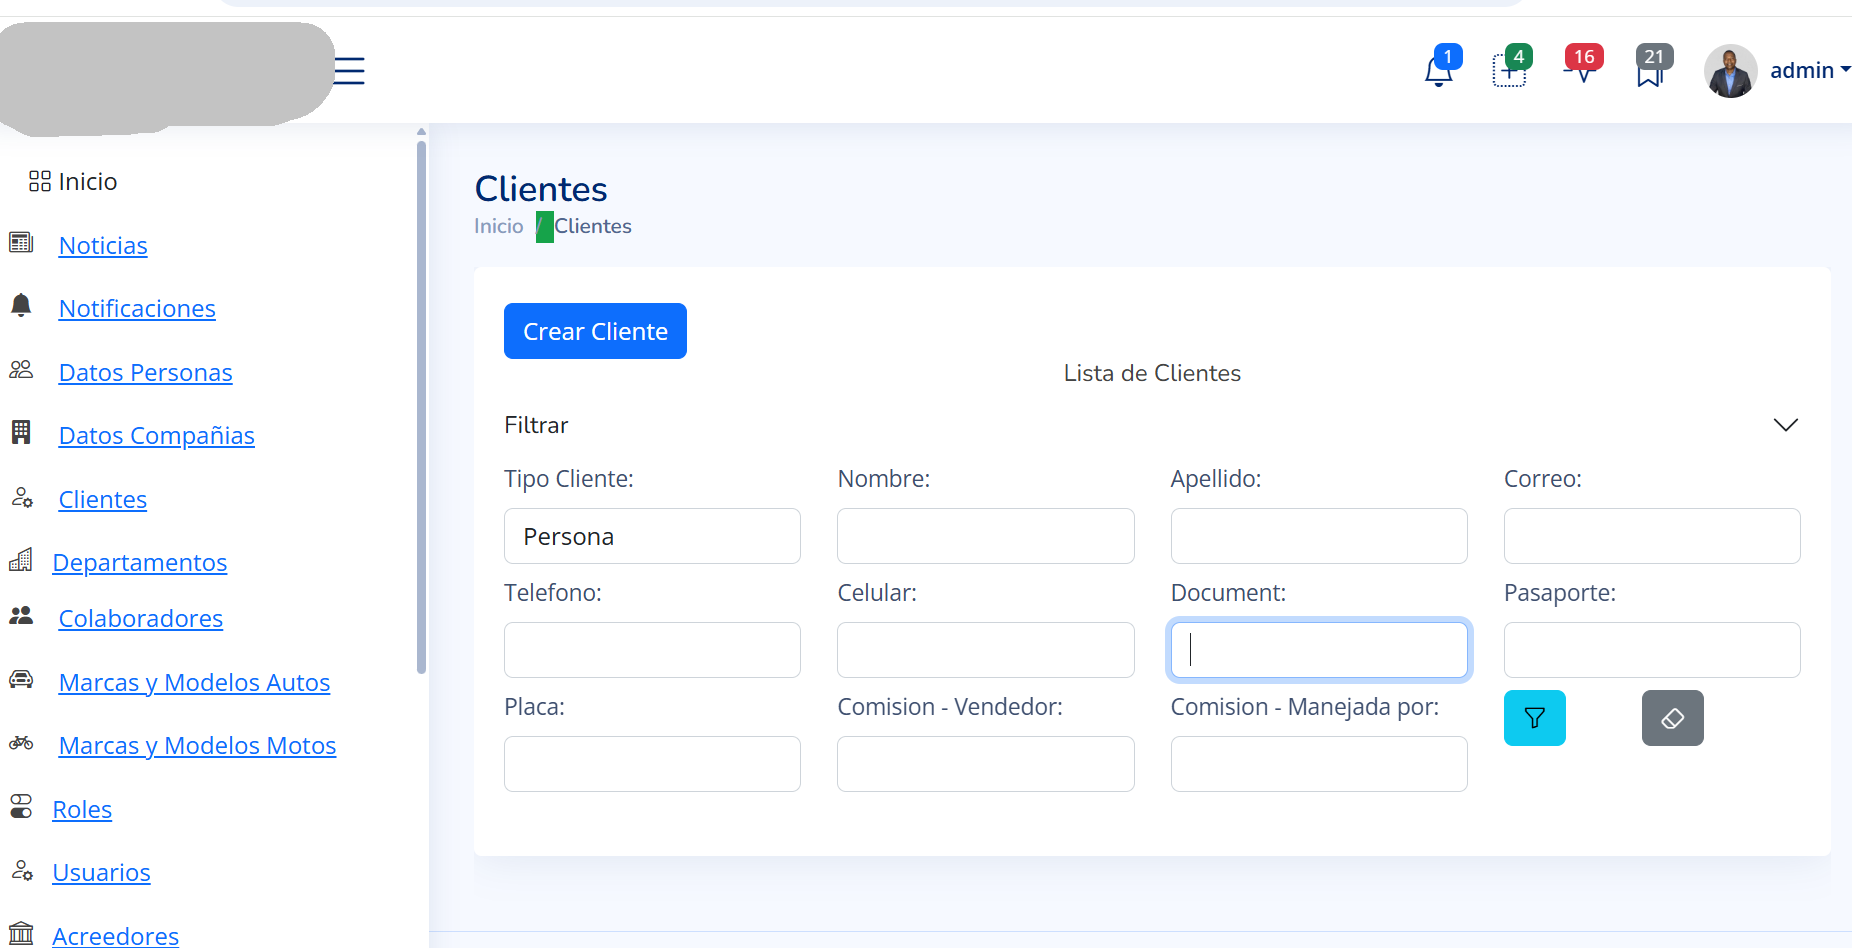 1
4
16
21
admin
Inicio
Noticias
Notificaciones
Datos Personas
Datos Compañias
Clientes
Departamentos
Colaboradores
Marcas y Modelos Autos
Marcas y Modelos Motos
Roles
Usuarios
Acreedores
Clientes
Inicio / Clientes
Crear Cliente
Lista de Clientes
Filtrar
Tipo Cliente: Nombre: Apellido: Correo:
Persona
Telefono: Celular: Document: Pasaporte:
Placa: Comision - Vendedor: Comision - Manejada por: